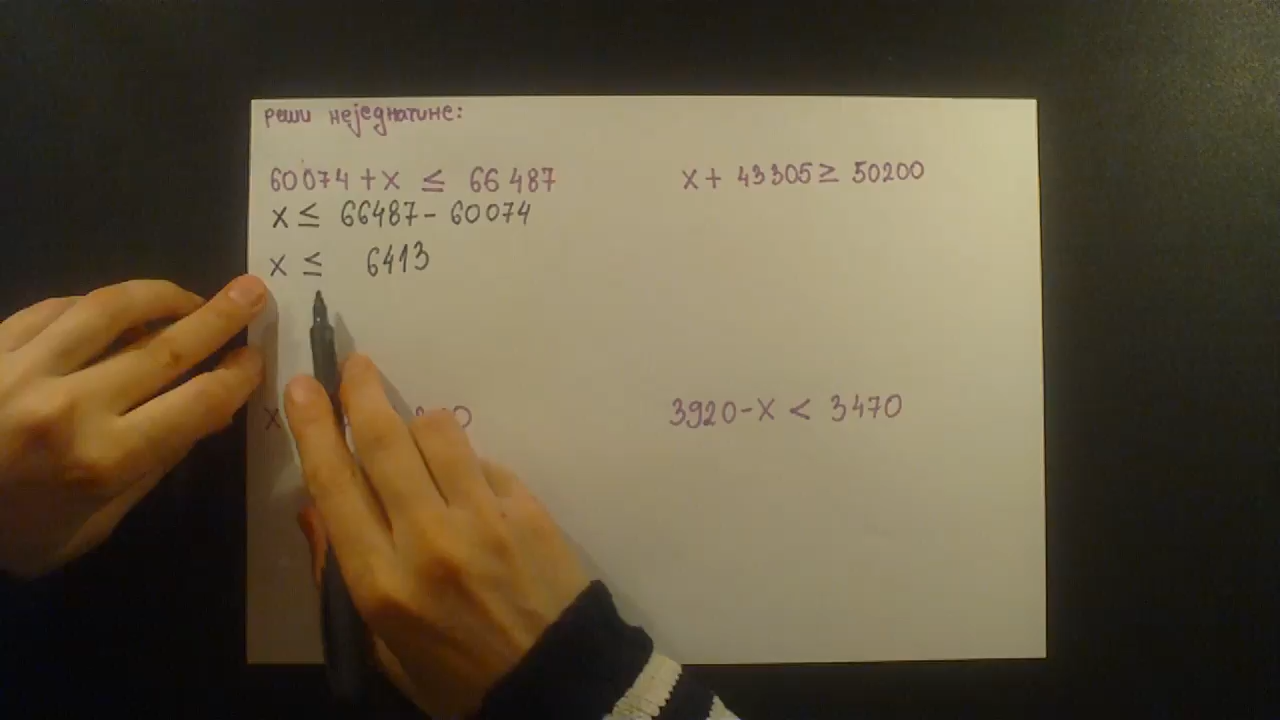 реши неједначине:
60074 + x ≤ 66487
x ≤ 66487 - 60074
x ≤ 6413
x + 43305 ≥ 50200
x
3920 - x < 3470